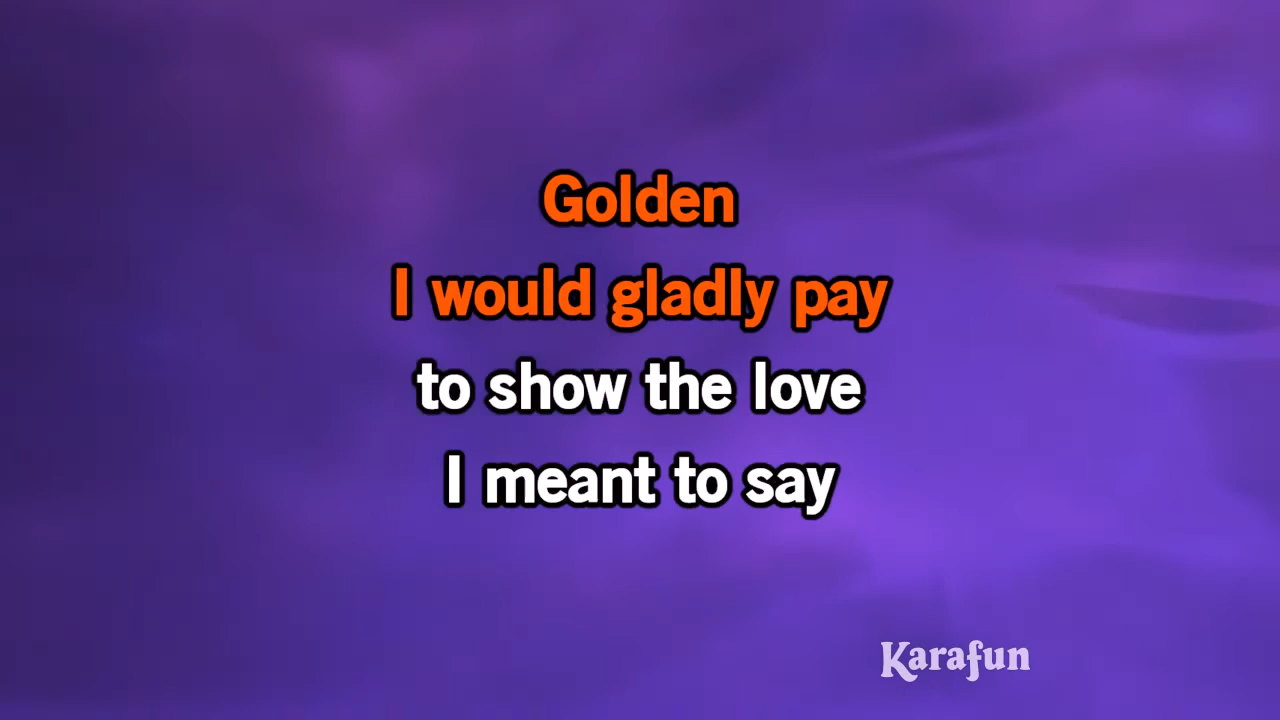 Golden
I would gladly pay
to show the love
I meant to say
Karafun